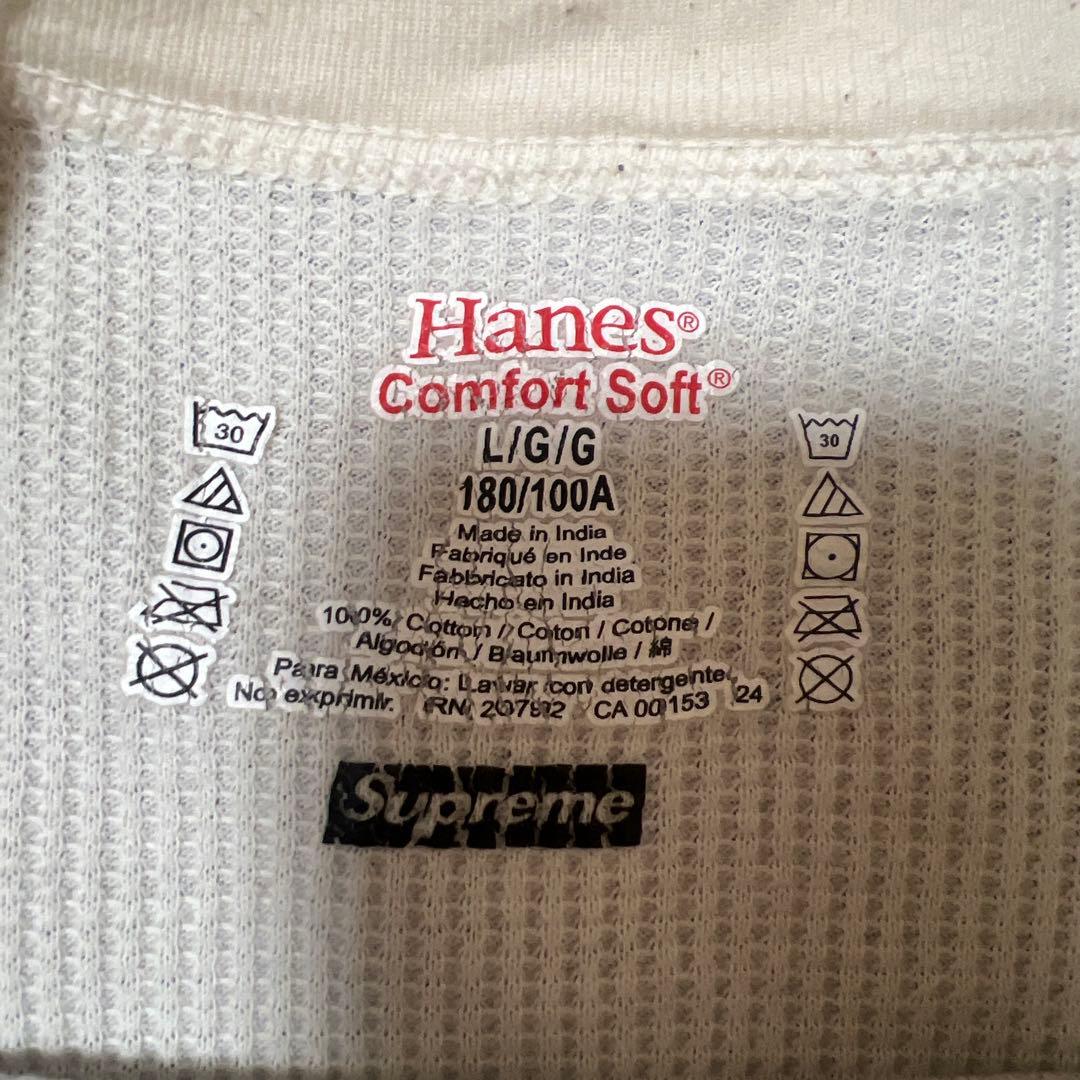 Hanes®
Comfort Soft®
30
30
L/G/G
180/100A
Made in India
Fabriqué en Inde
Fabbricato in India
Hecho en India
100% Cotton / Coton / Cotone /
Algodón / Baumwolle / 綿
Para México: Lavar con detergente.
No exprimir. RN 20792 CA 00153 24
Supreme